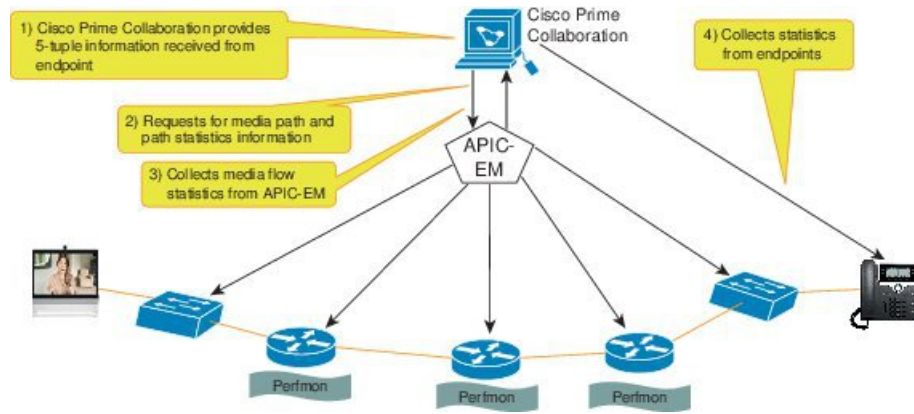 1) Cisco Prime Collaboration provides
5-tuple information received from
endpoint
Cisco Prime
Collaboration
4) Collects statistics
from endpoints
2) Requests for media path and
path statistics information
3) Collects media flow
statistics from APIC-EM
APIC-
EM
Perfmon
Perfmon
Perfmon